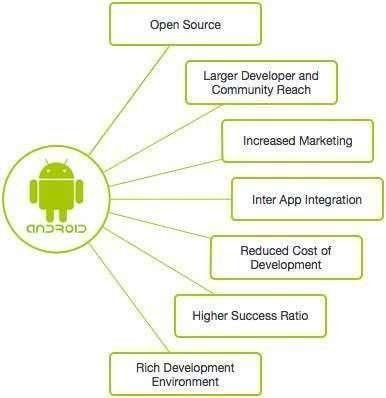 Open Source
Larger Developer and
Community Reach
Increased Marketing
Inter App Integration
ANDROID
Reduced Cost of
Development
Higher Success Ratio
Rich Development
Environment